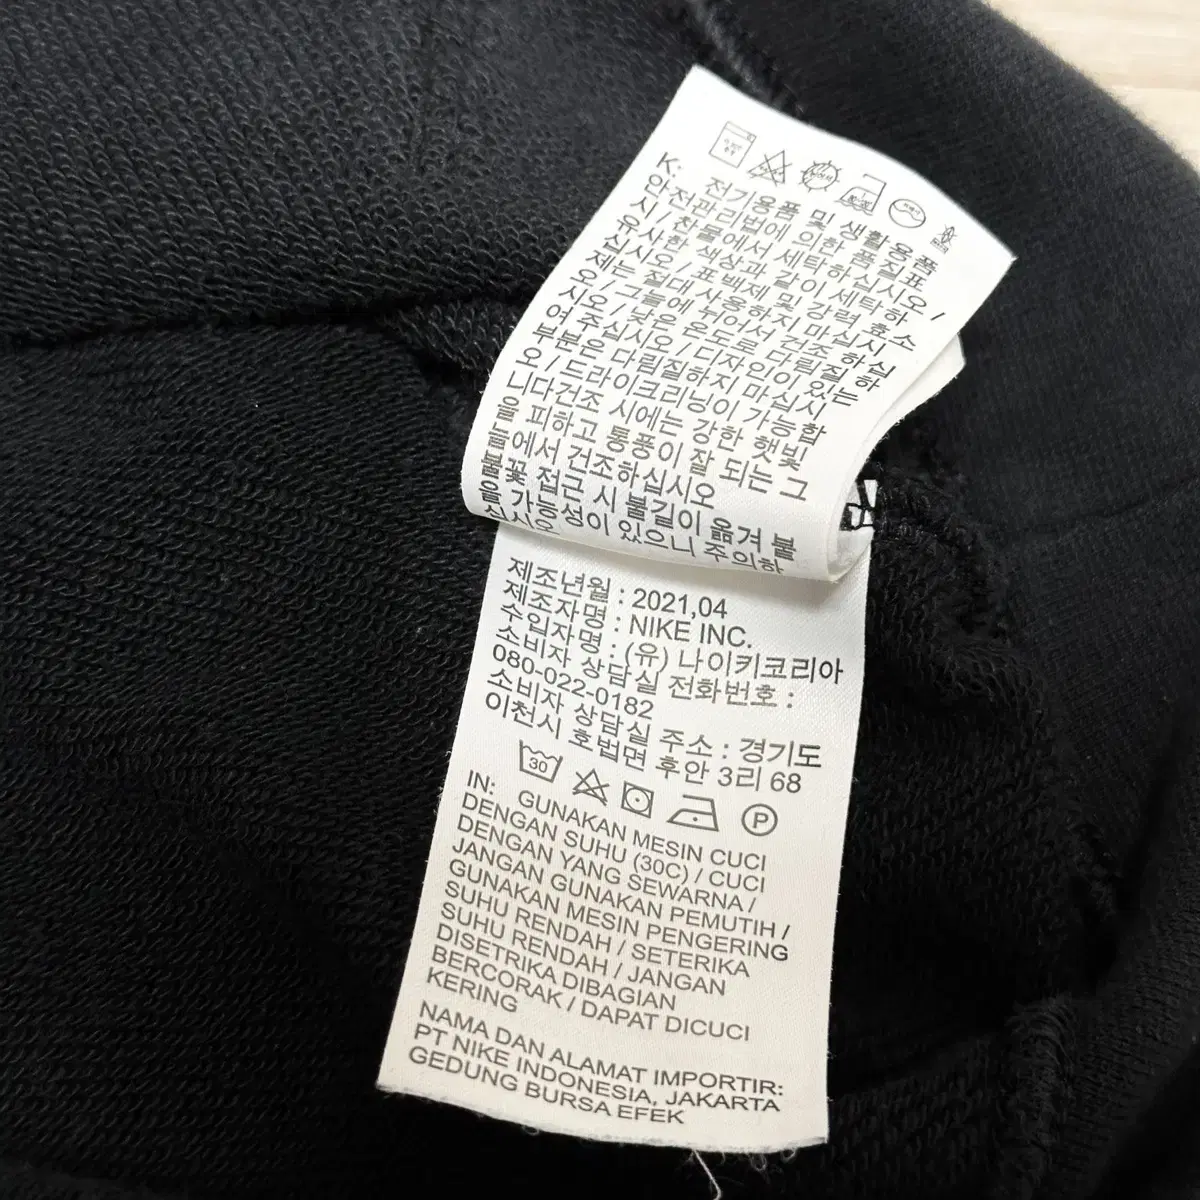 K: 전기용품 및 생활용품
안전관리법에 의한 품질표
시 / 찬물에서 세탁하십시오 /
유사한 색상과 같이 세탁하
십시오 / 표백제 및 강력 효소
제는 절대 사용하지 마십시
오 / 그늘에 뉘어서 건조 하십
시오 / 낮은 온도로 다림질 하
여 주십시오 / 디자인이 있는
부분은 다림질하지 마십시
오 / 드라이크리닝이 가능합
니다건조 시에는 강한 햇빛
을 피하고 통풍이 잘 되는 그
늘에서 건조하십시오
불꽃 접근 시 불길이 옮겨 붙
을 가능성이 있으니 주의하
십시오
제조년월 : 2021,04
제조자명 : NIKE INC.
수입자명 : (유) 나이키코리아
소비자 상담실 전화번호 :
080-022-0182
소비자 상담실 주소 : 경기도
이천시 호법면 후안 3리 68
30 P
IN: GUNAKAN MESIN CUCI
DENGAN SUHU (30C) / CUCI
DENGAN YANG SEWARNA /
JANGAN GUNAKAN PEMUTIH /
GUNAKAN MESIN PENGERING
SUHU RENDAH / SETERIKA
SUHU RENDAH / JANGAN
DISETRIKA DIBAGIAN
BERCORAK / DAPAT DICUCI
KERING
NAMA DAN ALAMAT IMPORTIR:
PT NIKE INDONESIA, JAKARTA
GEDUNG BURSA EFEK